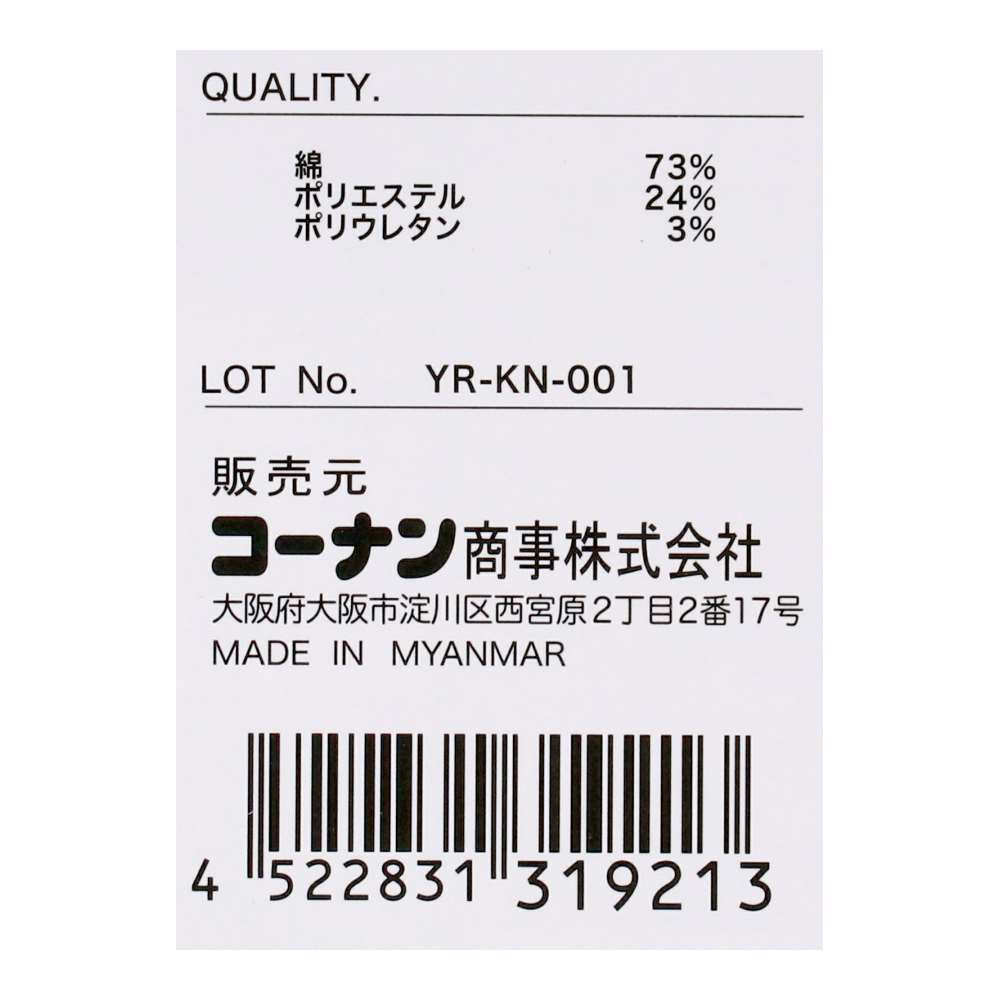 QUALITY.
綿 73%
ポリエステル 24%
ポリウレタン 3%
LOT No. YR-KN-001
販売元
コーナン商事株式会社
大阪府大阪市淀川区西宮原2丁目2番17号
MADE IN MYANMAR
4 522831 319213